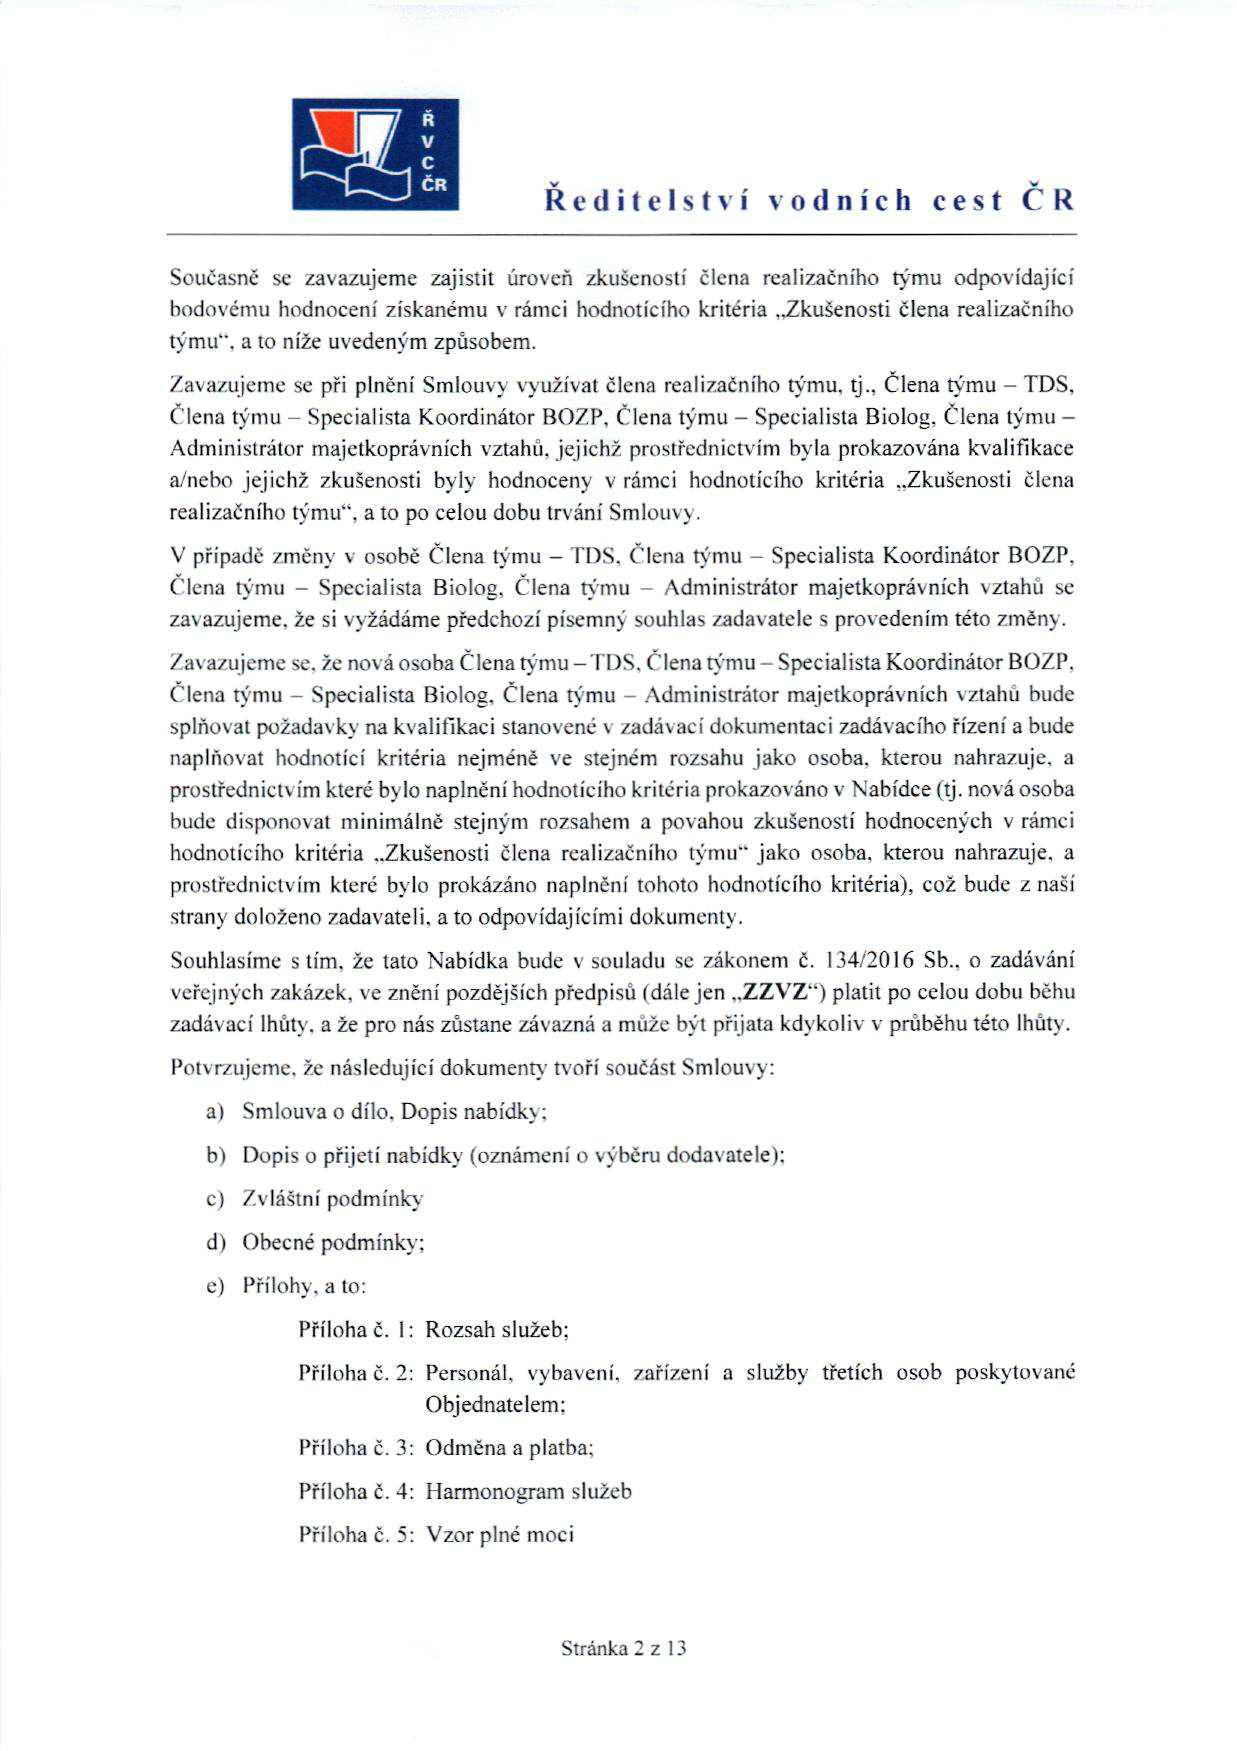 Ř
V
C
ČR
Ředitelství vodních cest ČR
Současně se zavazujeme zajistit úroveň zkušeností člena realizačního týmu odpovídající
bodovému hodnocení získanému v rámci hodnotícího kritéria „Zkušenosti člena realizačního
týmu“, a to níže uvedeným způsobem.
Zavazujeme se při plnění Smlouvy využívat člena realizačního týmu, tj., Člena týmu – TDS,
Člena týmu – Specialista Koordinátor BOZP, Člena týmu – Specialista Biolog, Člena týmu –
Administrátor majetkoprávních vztahů, jejichž prostřednictvím byla prokazována kvalifikace
a/nebo jejichž zkušenosti byly hodnoceny v rámci hodnotícího kritéria „Zkušenosti člena
realizačního týmu“, a to po celou dobu trvání Smlouvy.
V případě změny v osobě Člena týmu – TDS, Člena týmu – Specialista Koordinátor BOZP,
Člena týmu – Specialista Biolog, Člena týmu – Administrátor majetkoprávních vztahů se
zavazujeme, že si vyžádáme předchozí písemný souhlas zadavatele s provedením této změny.
Zavazujeme se, že nová osoba Člena týmu – TDS, Člena týmu – Specialista Koordinátor BOZP,
Člena týmu – Specialista Biolog, Člena týmu – Administrátor majetkoprávních vztahů bude
splňovat požadavky na kvalifikaci stanovené v zadávací dokumentaci zadávacího řízení a bude
naplňovat hodnotící kritéria nejméně ve stejném rozsahu jako osoba, kterou nahrazuje, a
prostřednictvím které bylo naplnění hodnotícího kritéria prokazováno v Nabídce (tj. nová osoba
bude disponovat minimálně stejným rozsahem a povahou zkušeností hodnocených v rámci
hodnotícího kritéria „Zkušenosti člena realizačního týmu“ jako osoba, kterou nahrazuje, a
prostřednictvím které bylo prokázáno naplnění tohoto hodnotícího kritéria), což bude z naší
strany doloženo zadavateli, a to odpovídajícími dokumenty.
Souhlasíme s tím, že tato Nabídka bude v souladu se zákonem č. 134/2016 Sb., o zadávání
veřejných zakázek, ve znění pozdějších předpisů (dále jen „ZZVZ“) platit po celou dobu běhu
zadávací lhůty, a že pro nás zůstane závazná a může být přijata kdykoliv v průběhu této lhůty.
Potvrzujeme, že následující dokumenty tvoří součást Smlouvy:
a) Smlouva o dílo, Dopis nabídky;
b) Dopis o přijetí nabídky (oznámení o výběru dodavatele);
c) Zvláštní podmínky
d) Obecné podmínky;
e) Přílohy, a to:
Příloha č. 1: Rozsah služeb;
Příloha č. 2: Personál, vybavení, zařízení a služby třetích osob poskytované
Objednatelem;
Příloha č. 3: Odměna a platba;
Příloha č. 4: Harmonogram služeb
Příloha č. 5: Vzor plné moci
Stránka 2 z 13